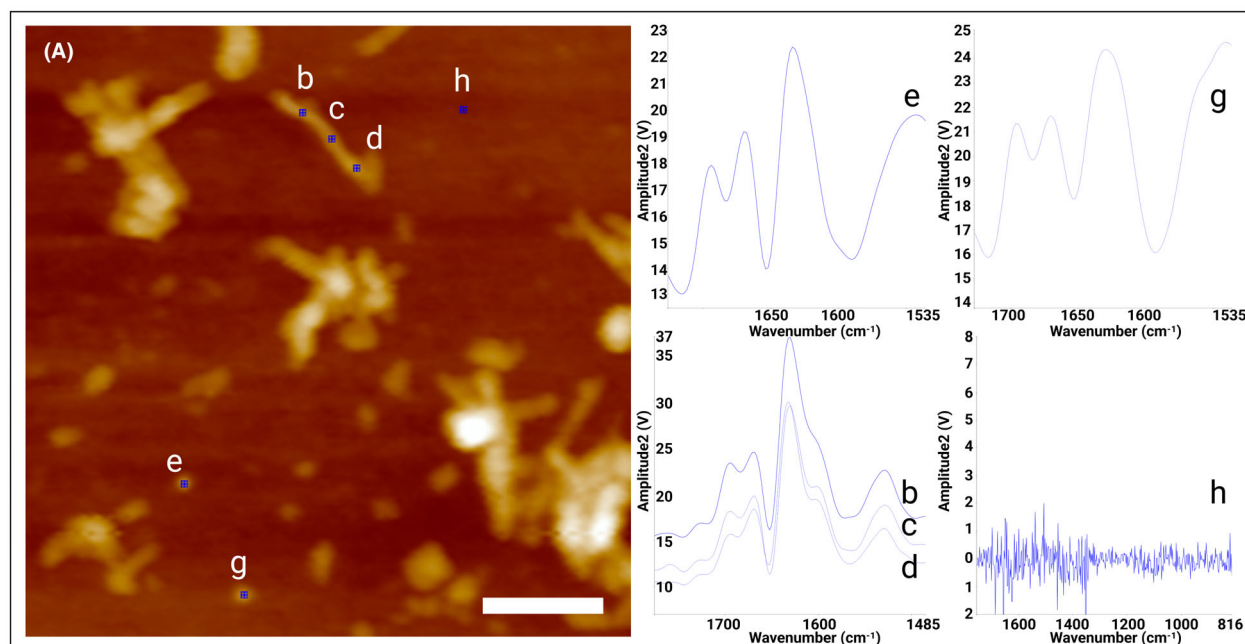 (A)
b
h
c
d
e
g
23
22
21
20
19
18
17
16
15
14
13
Amplitude2 (V)
e
1650 1600 1535
Wavenumber (cm⁻¹)
25
24
23
22
21
20
19
18
17
16
15
14
Amplitude2 (V)
g
1700 1650 1600 1535
Wavenumber (cm⁻¹)
37
35
30
25
20
15
10
Amplitude2 (V)
b
c
d
1700 1600 1485
Wavenumber (cm⁻¹)
8
7
6
5
4
3
2
1
0
1
2
Amplitude2 (V)
h
1600 1400 1200 1000 816
Wavenumber (cm⁻¹)